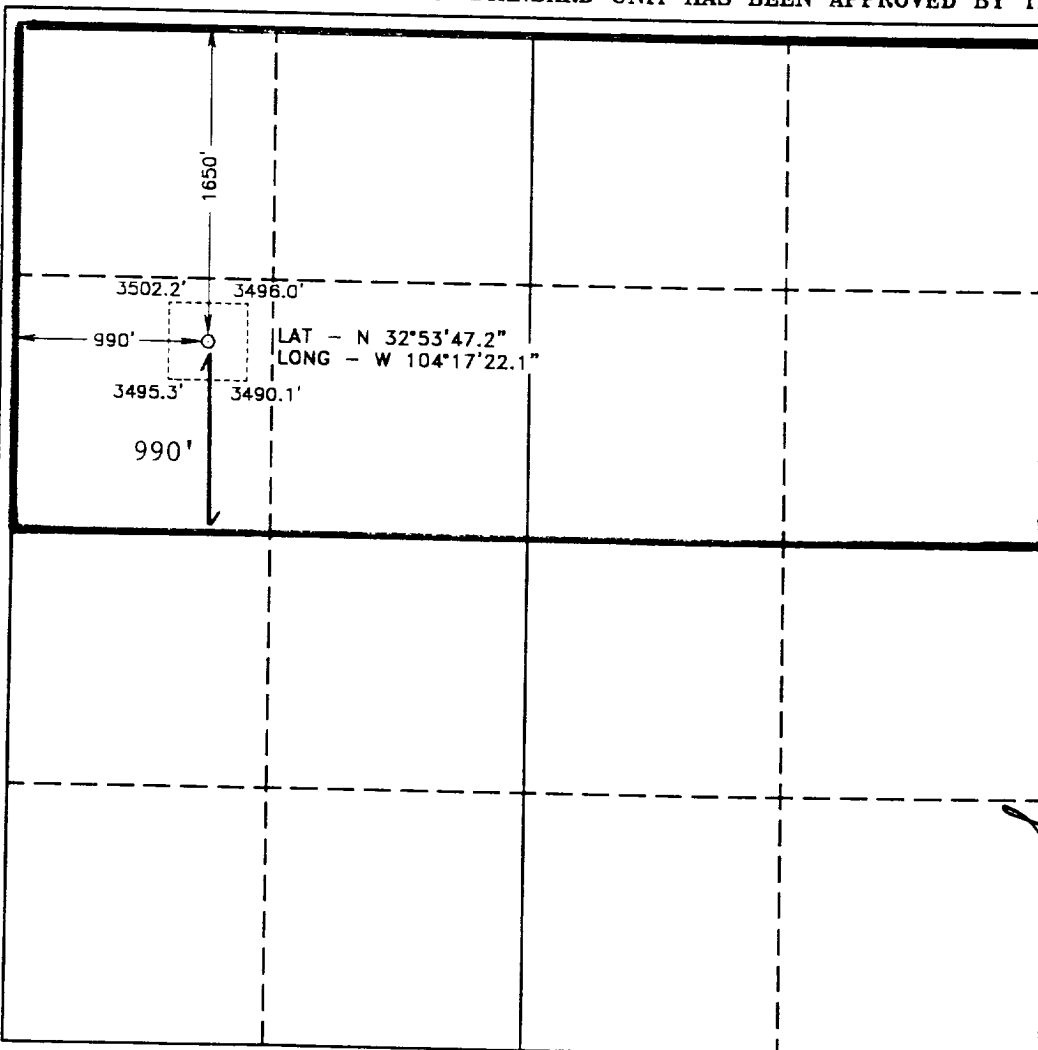 UNIT HAS BEEN APPROVED BY
1650'
3502.2' 3496.0'
990'
LAT – N 32°53'47.2"
LONG – W 104°17'22.1"
3495.3' 3490.1'
990'